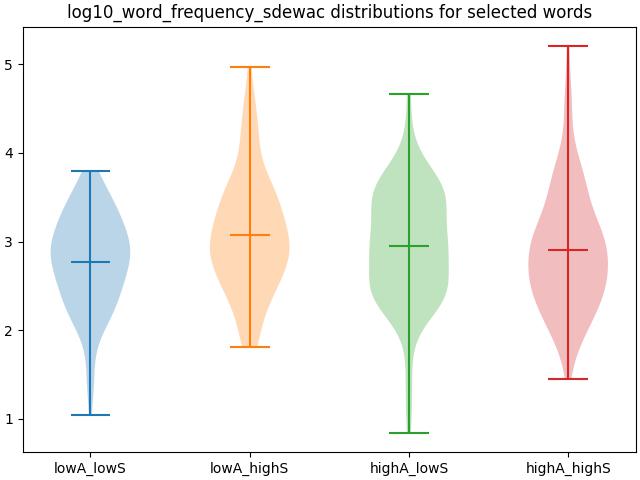 log10_word_frequency_sdewac distributions for selected words
5
4
3
2
1
lowA_lowS lowA_highS highA_lowS highA_highS